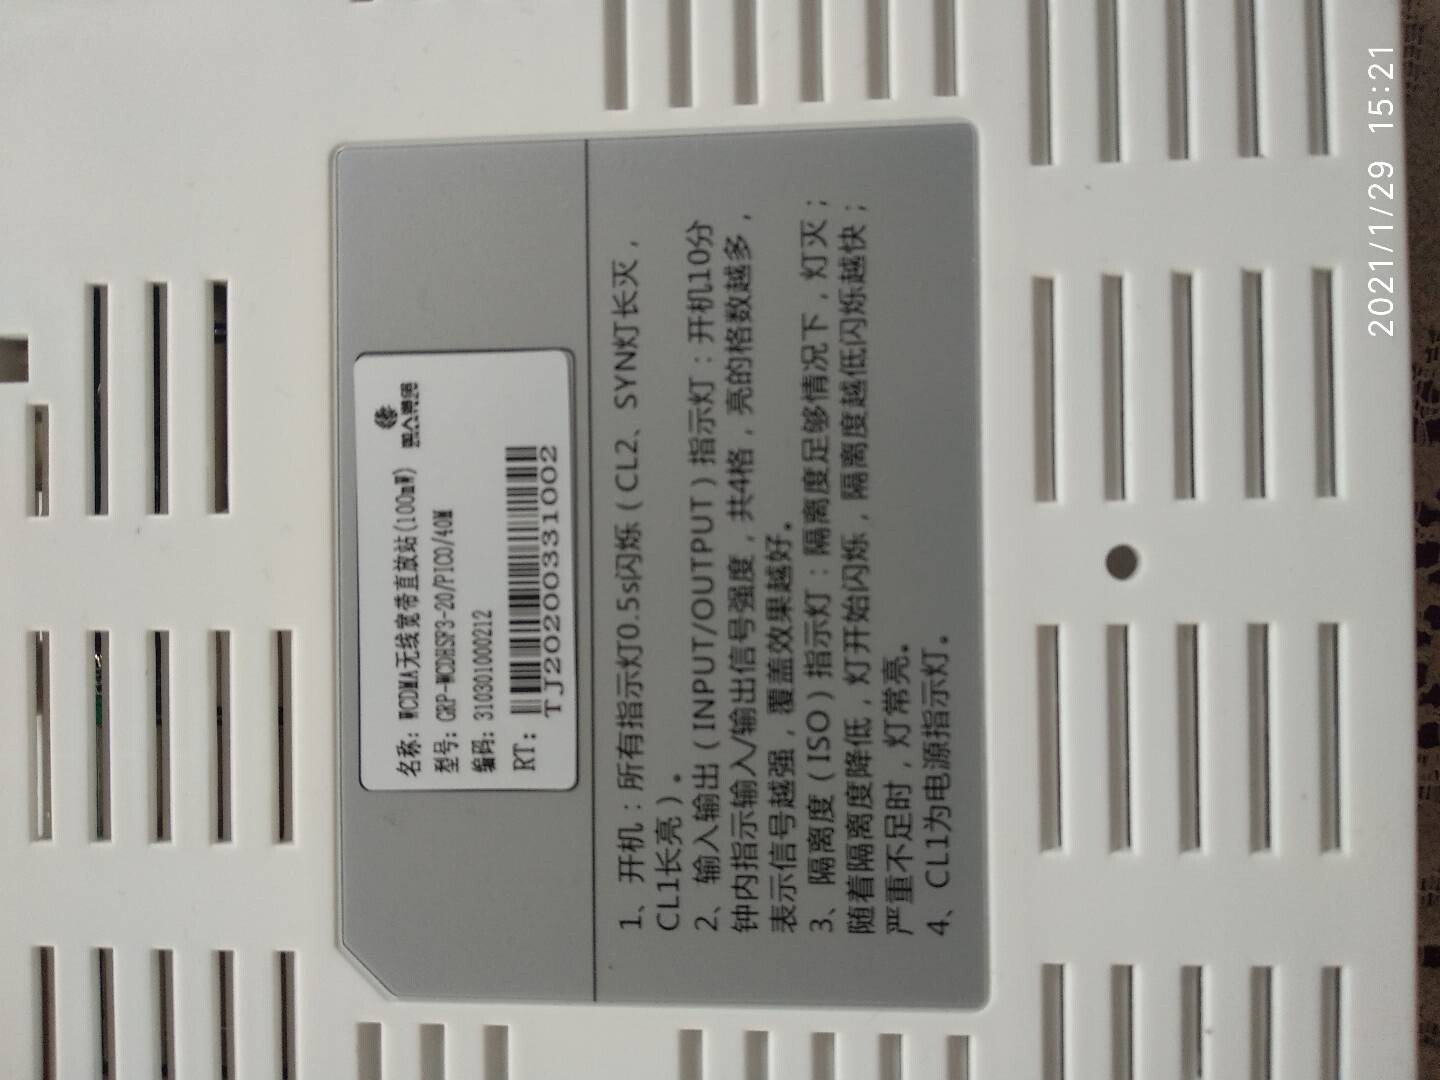 国人通信
名称: WCDMA无线宽带直放站(100mW)
型号: GRP-WCDHSP3-20/PICO/40M
编码: 310301000212
RT:
TJ2020331002
1、开机：所有指示灯0.5s闪烁（CL2、SYN灯长灭，
CL1长亮）。
2、输入输出（INPUT/OUTPUT）指示灯：开机10分
钟内指示输入/输出信号强度，共4格，亮的格数越多，
表示信号越强，覆盖效果越好。
3、隔离度（ISO）指示灯：隔离度足够情况下，灯灭；
随着隔离度降低，灯开始闪烁，隔离度越低闪烁越快；
严重不足时，灯常亮。
4、CL1为电源指示灯。
2021/1/29 15:21